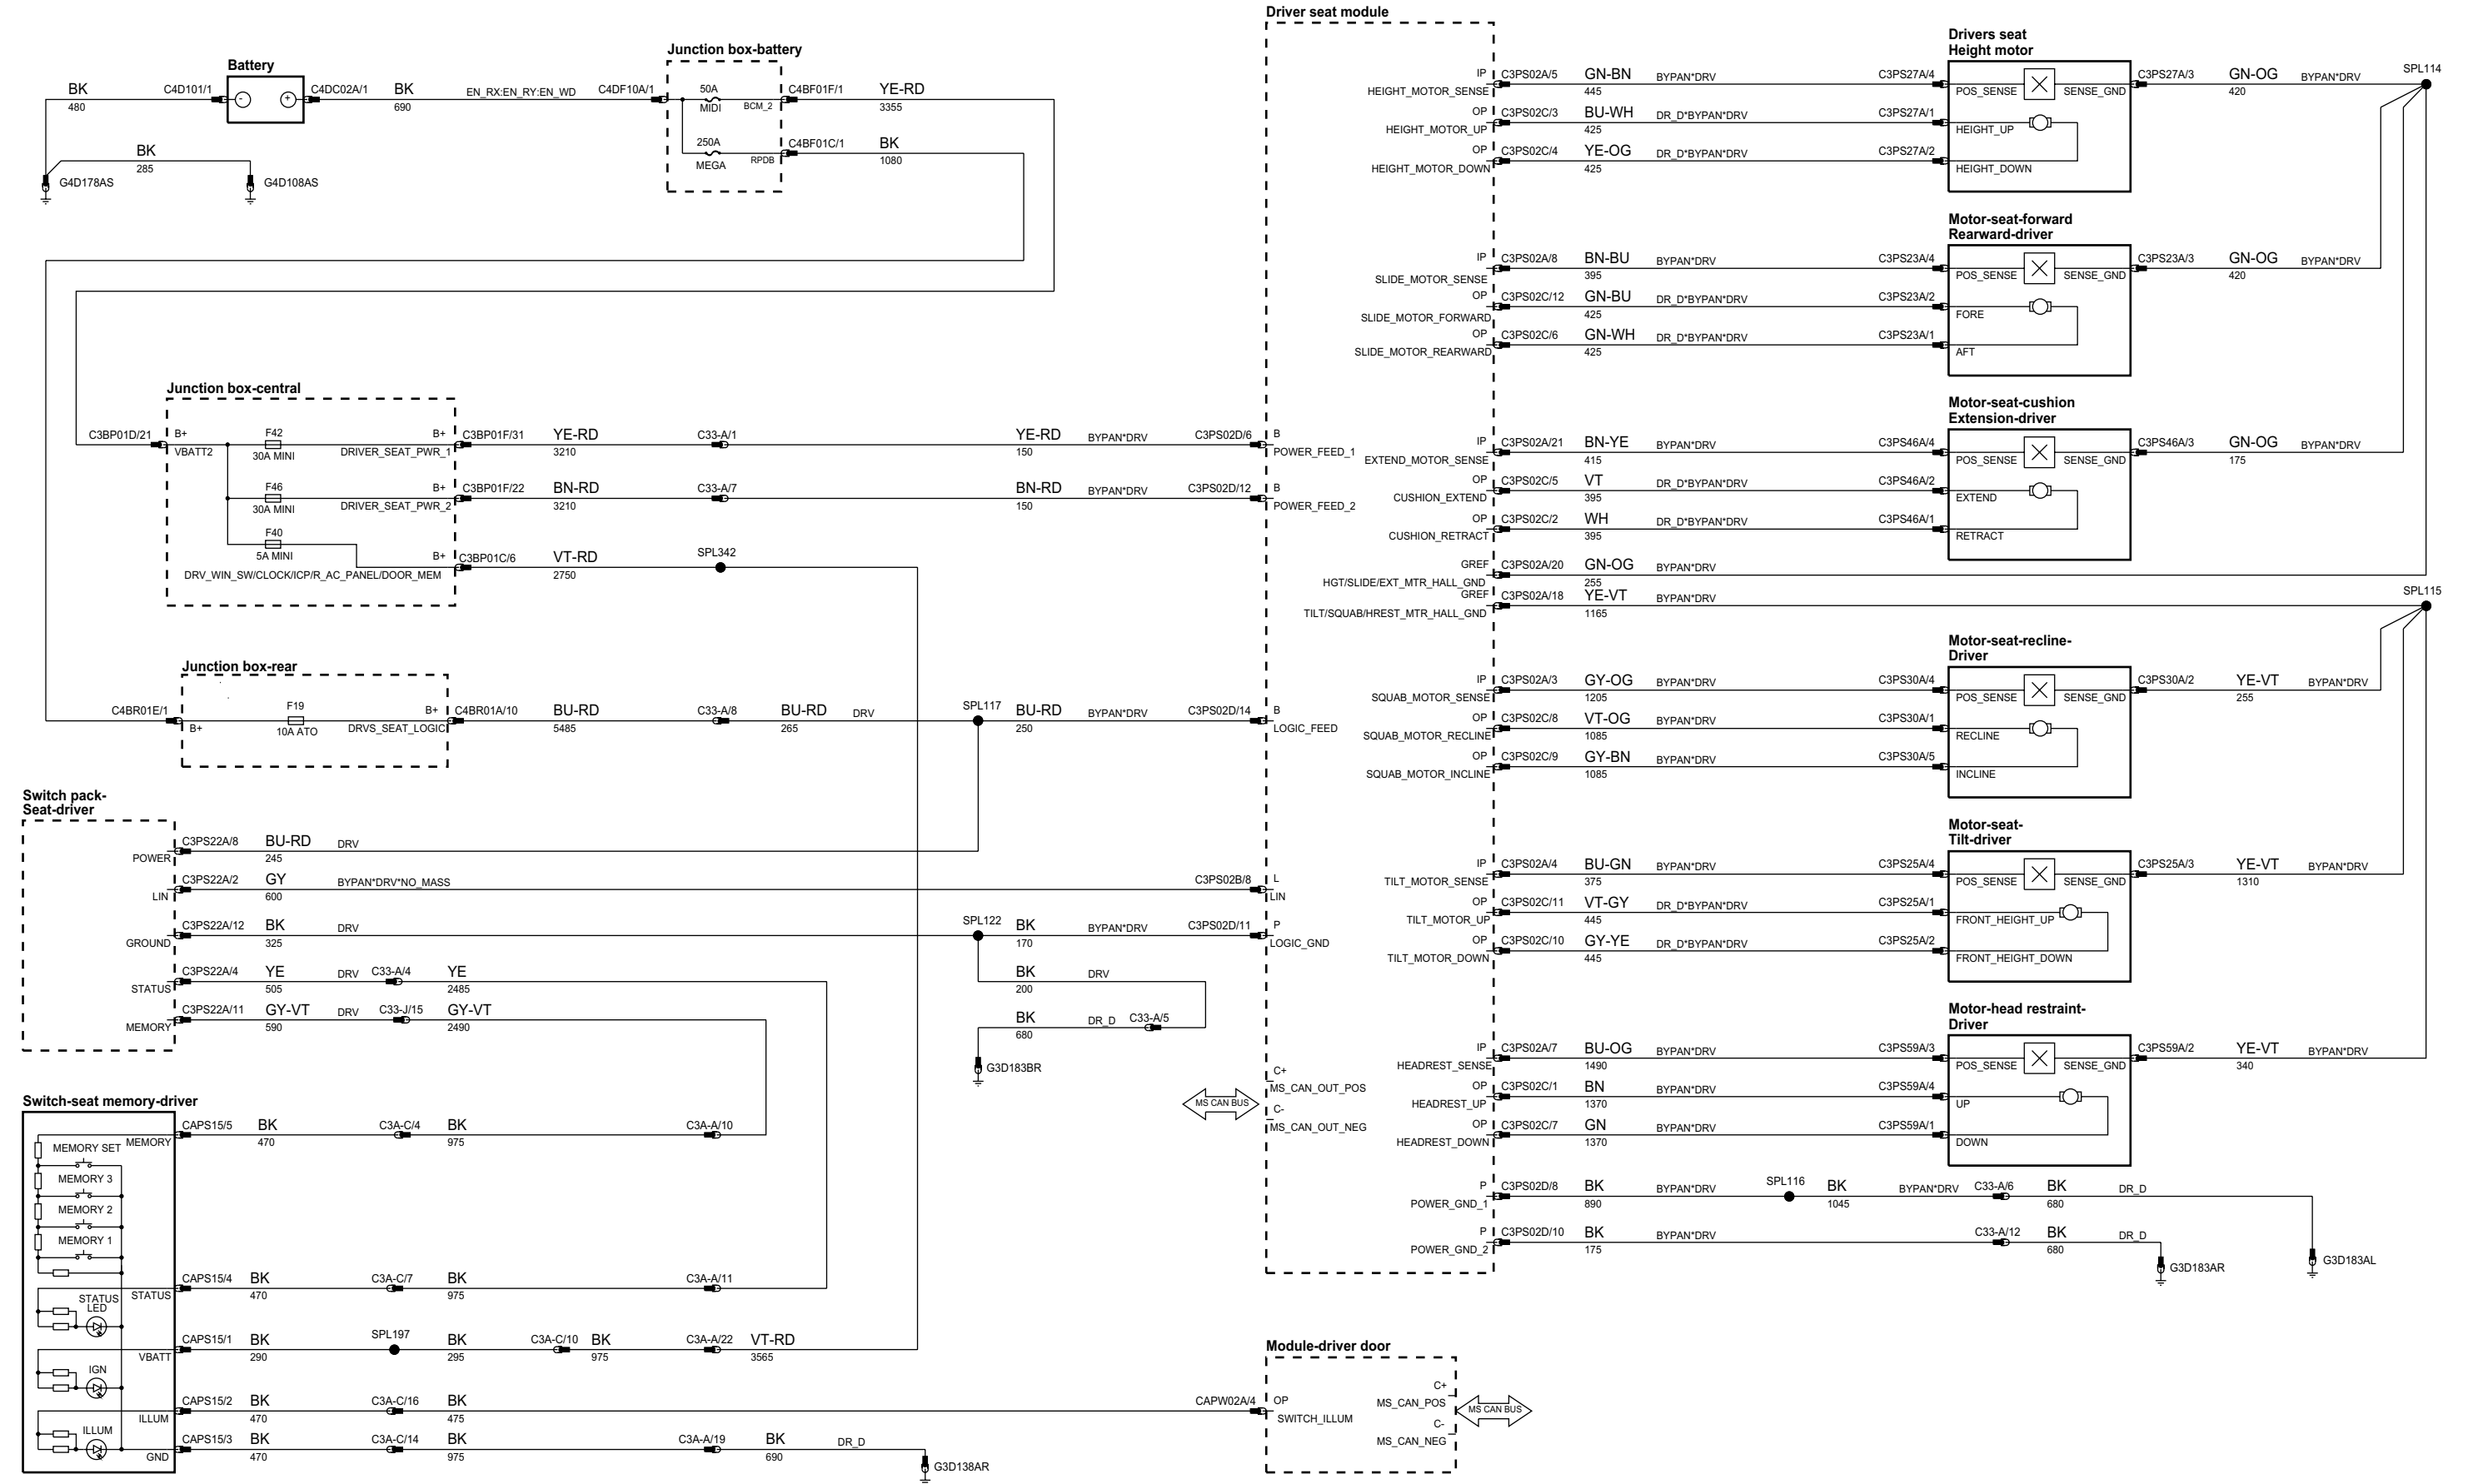 Battery
BK
480
C4D101/1
-
+
C4DC02A/1
BK
690
EN_RX:EN_RY:EN_WD
C4DF10A/1
BK
285
G4D178AS
G4D108AS
Junction box-battery
50A
MIDI
BCM_2
C4BF01F/1
YE-RD
3355
250A
MEGA
RPDB
C4BF01C/1
BK
1080
Junction box-central
C3BP01D/21
B+
VBATT2
F42
30A MINI
B+
DRIVER_SEAT_PWR_1
C3BP01F/31
YE-RD
3210
C33-A/1
YE-RD
150
BYPAN*DRV
C3PS02D/6
F46
30A MINI
B+
DRIVER_SEAT_PWR_2
C3BP01F/22
BN-RD
3210
C33-A/7
BN-RD
150
BYPAN*DRV
C3PS02D/12
F40
5A MINI
B+
DRV_WIN_SW/CLOCK/ICP/R_AC_PANEL/DOOR_MEM
C3BP01C/6
VT-RD
2750
SPL342
Junction box-rear
C4BR01E/1
B+
F19
10A ATO
B+
DRVS_SEAT_LOGIC
C4BR01A/10
BU-RD
5485
C33-A/8
BU-RD
265
DRV
SPL117
BU-RD
250
BYPAN*DRV
C3PS02D/14
Switch pack-
Seat-driver
POWER
C3PS22A/8
BU-RD
245
DRV
LIN
C3PS22A/2
GY
600
BYPAN*DRV*NO_MASS
C3PS02B/8
GROUND
C3PS22A/12
BK
325
DRV
SPL122
BK
170
BYPAN*DRV
C3PS02D/11
STATUS
C3PS22A/4
YE
505
DRV
C33-A/4
YE
2485
BK
200
DRV
MEMORY
C3PS22A/11
GY-VT
590
DRV
C33-J/15
GY-VT
2490
BK
680
DR_D
C33-A/5
G3D183BR
Switch-seat memory-driver
MEMORY
MEMORY SET
MEMORY 3
MEMORY 2
MEMORY 1
CAPS15/5
BK
470
C3A-C/4
BK
975
C3A-A/10
STATUS
STATUS
LED
CAPS15/4
BK
470
C3A-C/7
BK
975
C3A-A/11
VBATT
IGN
CAPS15/1
BK
290
SPL197
BK
295
C3A-C/10
BK
975
C3A-A/22
VT-RD
3565
ILLUM
ILLUM
CAPS15/2
BK
470
C3A-C/16
BK
475
CAPW02A/4
GND
CAPS15/3
BK
470
C3A-C/14
BK
975
C3A-A/19
BK
690
DR_D
G3D138AR
Driver seat module
B
POWER_FEED_1
B
POWER_FEED_2
B
LOGIC_FEED
L
LIN
P
LOGIC_GND
C+
MS_CAN_OUT_POS
C-
MS_CAN_OUT_NEG
MS CAN BUS
IP
HEIGHT_MOTOR_SENSE
C3PS02A/5
GN-BN
445
BYPAN*DRV
C3PS27A/4
OP
HEIGHT_MOTOR_UP
C3PS02C/3
BU-WH
425
DR_D*BYPAN*DRV
C3PS27A/1
OP
HEIGHT_MOTOR_DOWN
C3PS02C/4
YE-OG
425
DR_D*BYPAN*DRV
C3PS27A/2
Drivers seat
Height motor
POS_SENSE
SENSE_GND
HEIGHT_UP
HEIGHT_DOWN
C3PS27A/3
GN-OG
420
BYPAN*DRV
SPL114
IP
SLIDE_MOTOR_SENSE
C3PS02A/8
BN-BU
395
BYPAN*DRV
C3PS23A/4
OP
SLIDE_MOTOR_FORWARD
C3PS02C/12
GN-BU
425
DR_D*BYPAN*DRV
C3PS23A/2
OP
SLIDE_MOTOR_REARWARD
C3PS02C/6
GN-WH
425
DR_D*BYPAN*DRV
C3PS23A/1
Motor-seat-forward
Rearward-driver
POS_SENSE
SENSE_GND
FORE
AFT
C3PS23A/3
GN-OG
420
BYPAN*DRV
IP
EXTEND_MOTOR_SENSE
C3PS02A/21
BN-YE
415
BYPAN*DRV
C3PS46A/4
OP
CUSHION_EXTEND
C3PS02C/5
VT
395
DR_D*BYPAN*DRV
C3PS46A/2
OP
CUSHION_RETRACT
C3PS02C/2
WH
395
DR_D*BYPAN*DRV
C3PS46A/1
Motor-seat-cushion
Extension-driver
POS_SENSE
SENSE_GND
EXTEND
RETRACT
C3PS46A/3
GN-OG
175
BYPAN*DRV
GREF
HGT/SLIDE/EXT_MTR_HALL_GND
C3PS02A/20
GN-OG
255
BYPAN*DRV
GREF
TILT/SQUAB/HREST_MTR_HALL_GND
C3PS02A/18
YE-VT
1165
BYPAN*DRV
SPL115
IP
SQUAB_MOTOR_SENSE
C3PS02A/3
GY-OG
1205
BYPAN*DRV
C3PS30A/4
OP
SQUAB_MOTOR_RECLINE
C3PS02C/8
VT-OG
1085
BYPAN*DRV
C3PS30A/1
OP
SQUAB_MOTOR_INCLINE
C3PS02C/9
GY-BN
1085
BYPAN*DRV
C3PS30A/5
Motor-seat-recline-
Driver
POS_SENSE
SENSE_GND
RECLINE
INCLINE
C3PS30A/2
YE-VT
255
BYPAN*DRV
IP
TILT_MOTOR_SENSE
C3PS02A/4
BU-GN
375
BYPAN*DRV
C3PS25A/4
OP
TILT_MOTOR_UP
C3PS02C/11
VT-GY
445
DR_D*BYPAN*DRV
C3PS25A/1
OP
TILT_MOTOR_DOWN
C3PS02C/10
GY-YE
445
DR_D*BYPAN*DRV
C3PS25A/2
Motor-seat-
Tilt-driver
POS_SENSE
SENSE_GND
FRONT_HEIGHT_UP
FRONT_HEIGHT_DOWN
C3PS25A/3
YE-VT
1310
BYPAN*DRV
IP
HEADREST_SENSE
C3PS02A/7
BU-OG
1490
BYPAN*DRV
C3PS59A/3
OP
HEADREST_UP
C3PS02C/1
BN
1370
BYPAN*DRV
C3PS59A/4
OP
HEADREST_DOWN
C3PS02C/7
GN
1370
BYPAN*DRV
C3PS59A/1
Motor-head restraint-
Driver
POS_SENSE
SENSE_GND
UP
DOWN
C3PS59A/2
YE-VT
340
BYPAN*DRV
P
POWER_GND_1
C3PS02D/8
BK
890
BYPAN*DRV
SPL116
BK
1045
BYPAN*DRV
C33-A/6
BK
680
DR_D
G3D183AL
P
POWER_GND_2
C3PS02D/10
BK
175
BYPAN*DRV
C33-A/12
BK
680
DR_D
G3D183AR
Module-driver door
OP
SWITCH_ILLUM
C+
MS_CAN_POS
C-
MS_CAN_NEG
MS CAN BUS